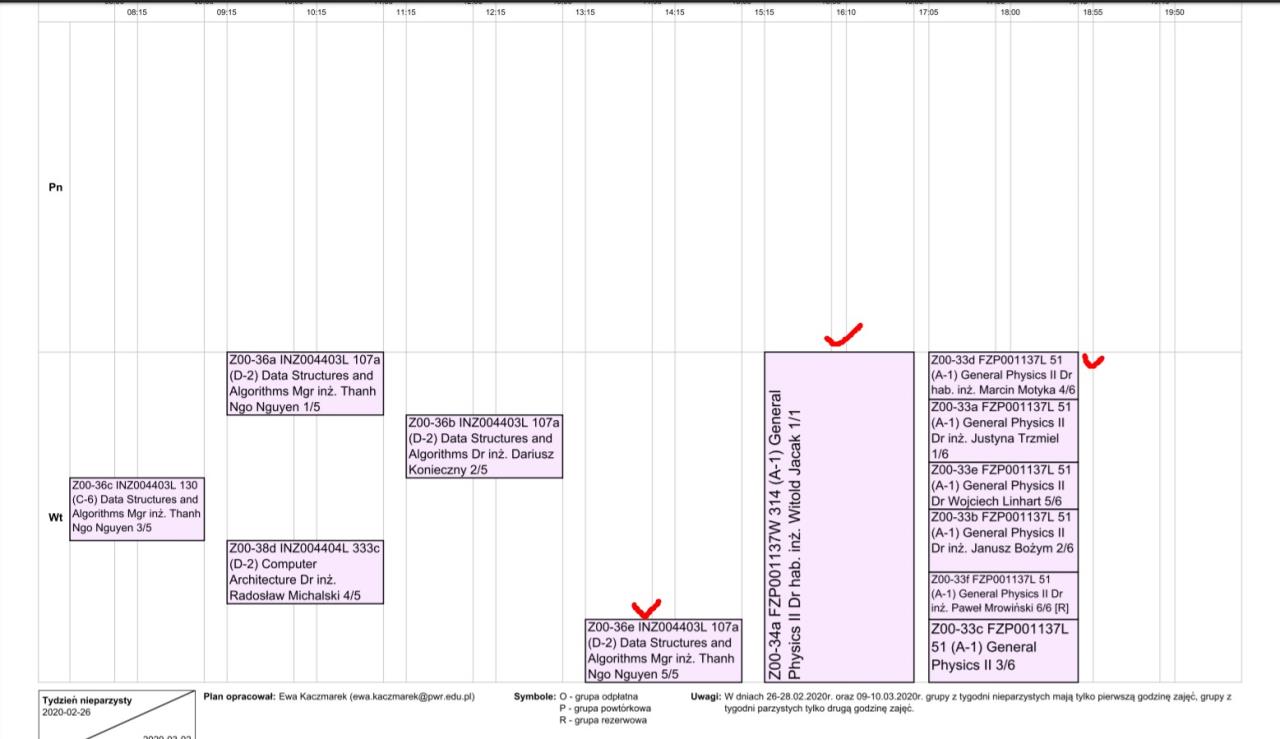 08:15 09:15 10:15 11:15 12:15 13:15 14:15 15:15 16:10 17:05 18:00 18:55 19:50
Pn
Wt
Z00-36c INZ004403L 130
(C-6) Data Structures and
Algorithms Mgr inż. Thanh
Ngo Nguyen 3/5
Z00-36a INZ004403L 107a
(D-2) Data Structures and
Algorithms Mgr inż. Thanh
Ngo Nguyen 1/5
Z00-38d INZ004404L 333c
(D-2) Computer
Architecture Dr inż.
Radosław Michalski 4/5
Z00-36b INZ004403L 107a
(D-2) Data Structures and
Algorithms Dr inż. Dariusz
Konieczny 2/5
Z00-36e INZ004403L 107a
(D-2) Data Structures and
Algorithms Mgr inż. Thanh
Ngo Nguyen 5/5
Z00-34a FZP001137W 314 (A-1) General
Physics II Dr hab. inż. Witold Jacak 1/1
Z00-33d FZP001137L 51
(A-1) General Physics II Dr
hab. inż. Marcin Motyka 4/6
Z00-33a FZP001137L 51
(A-1) General Physics II
Dr inż. Justyna Trzmiel
1/6
Z00-33e FZP001137L 51
(A-1) General Physics II
Dr Wojciech Linhart 5/6
Z00-33b FZP001137L 51
(A-1) General Physics II
Dr inż. Janusz Bożym 2/6
Z00-33f FZP001137L 51
(A-1) General Physics II Dr
inż. Paweł Mrowiński 6/6 [R]
Z00-33c FZP001137L
51 (A-1) General
Physics II 3/6
Tydzień nieparzysty
2020-02-26
Plan opracował: Ewa Kaczmarek (ewa.kaczmarek@pwr.edu.pl)
Symbole: O - grupa odpłatna
P - grupa powtórkowa
R - grupa rezerwowa
Uwagi: W dniach 26-28.02.2020r. oraz 09-10.03.2020r. grupy z tygodni nieparzystych mają tylko pierwszą godzinę zajęć, grupy z
tygodni parzystych tylko drugą godzinę zajęć.